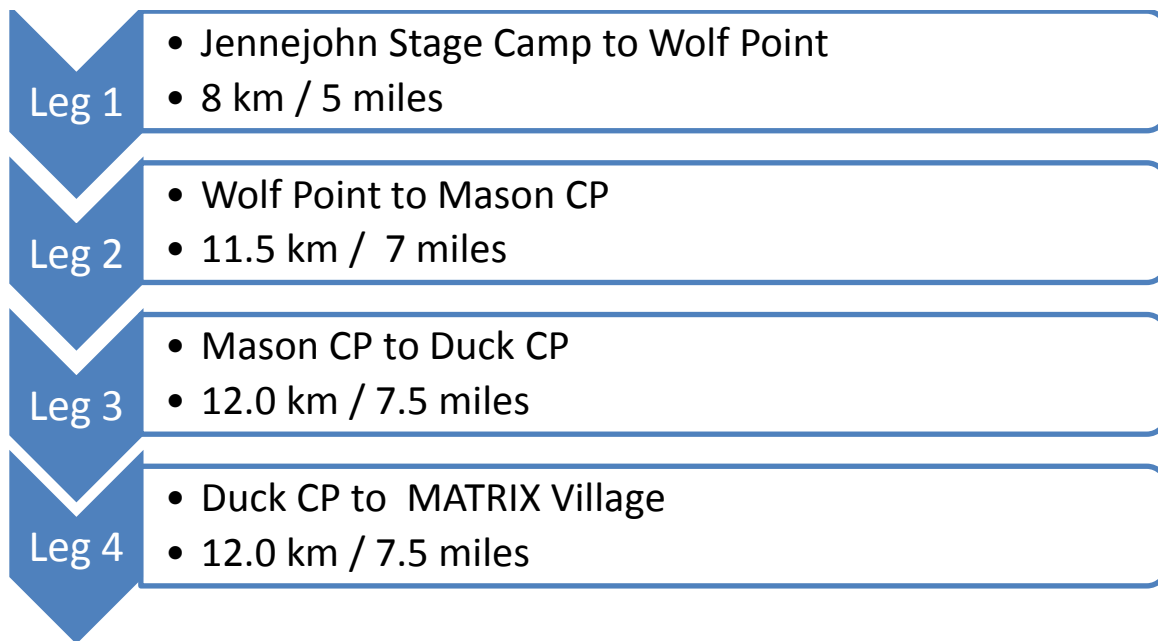 Leg 1
• Jennejohn Stage Camp to Wolf Point
• 8 km / 5 miles
Leg 2
• Wolf Point to Mason CP
• 11.5 km /  7 miles
Leg 3
• Mason CP to Duck CP
• 12.0 km / 7.5 miles
Leg 4
• Duck CP to  MATRIX Village
• 12.0 km / 7.5 miles